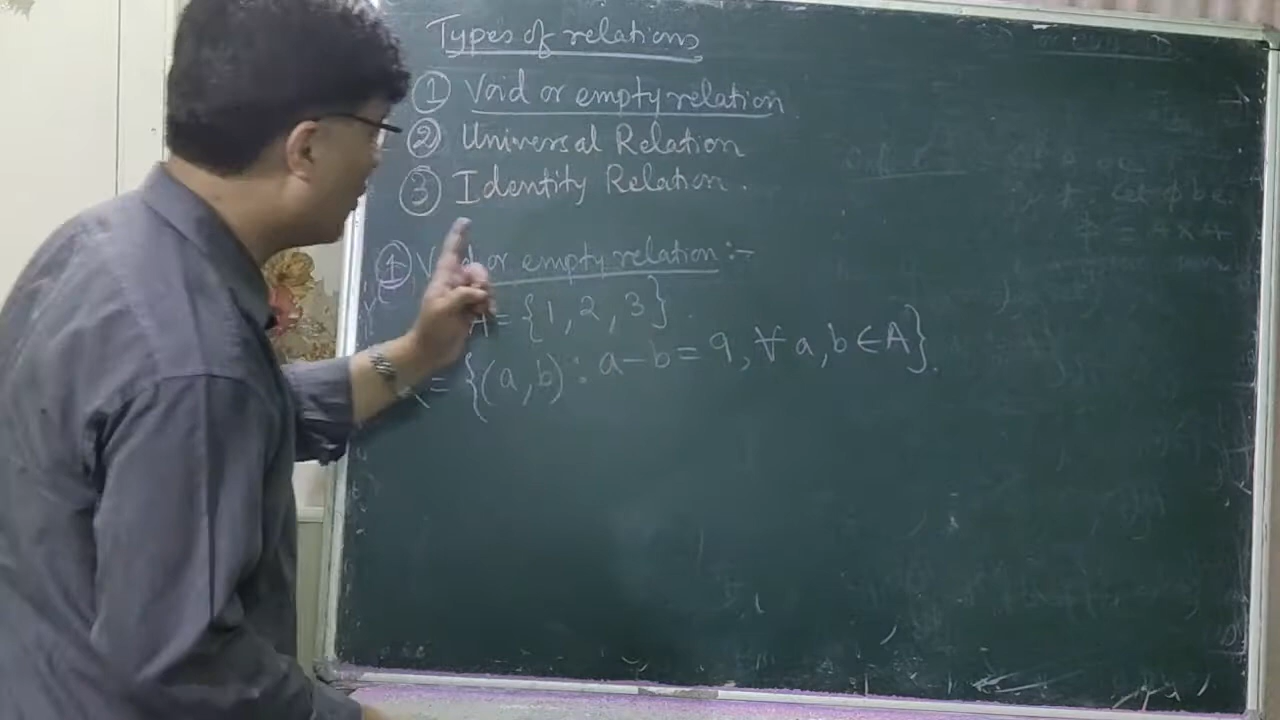 Types of relations
① Void or empty relation
② Universal Relation
③ Identity Relation.
① or empty relation :-
A = {1, 2, 3}.
= {(a, b) : a - b = 9, ∀ a, b ∈ A}.